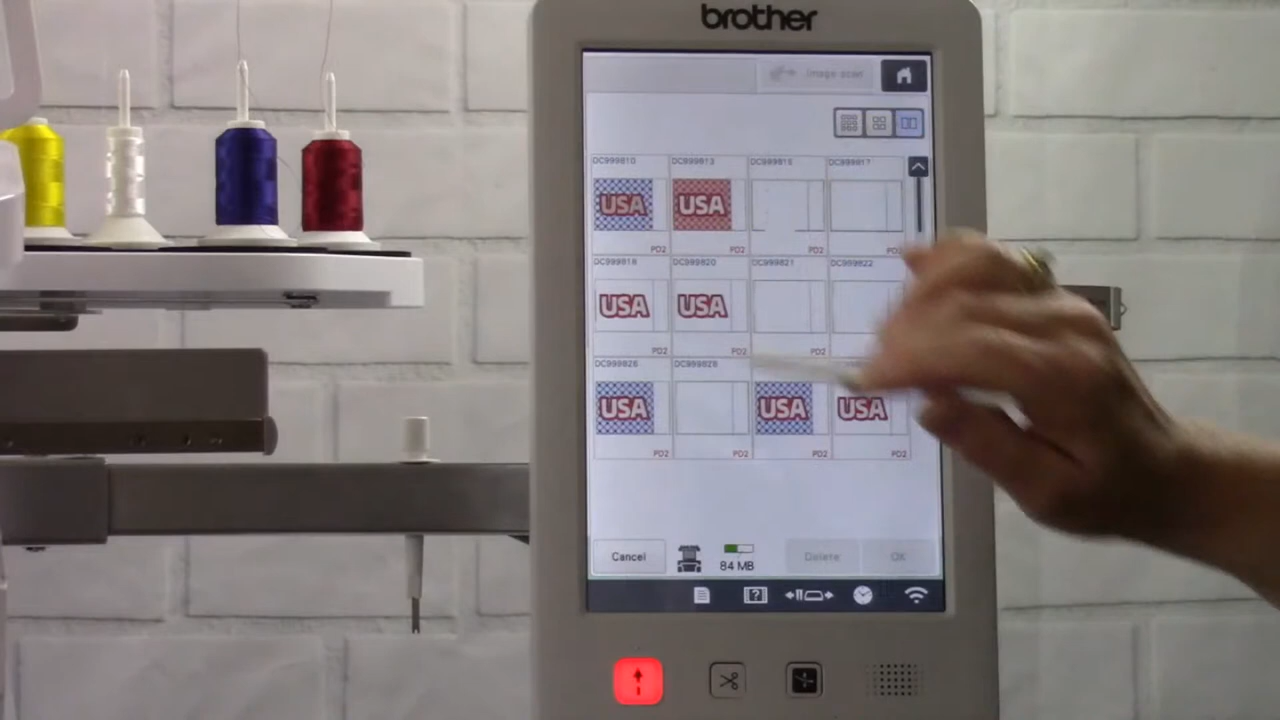 brother
Image scan
DC999810 DC999813 DC999815 DC999817
USA USA
PD2 PD2 PD2
DC999818 DC999820 DC999821 DC999822
USA USA
PD2 PD2 PD2
DC999826 DC999828
USA USA USA
PD2 PD2 PD2 PD2
Cancel 84 MB Delete OK